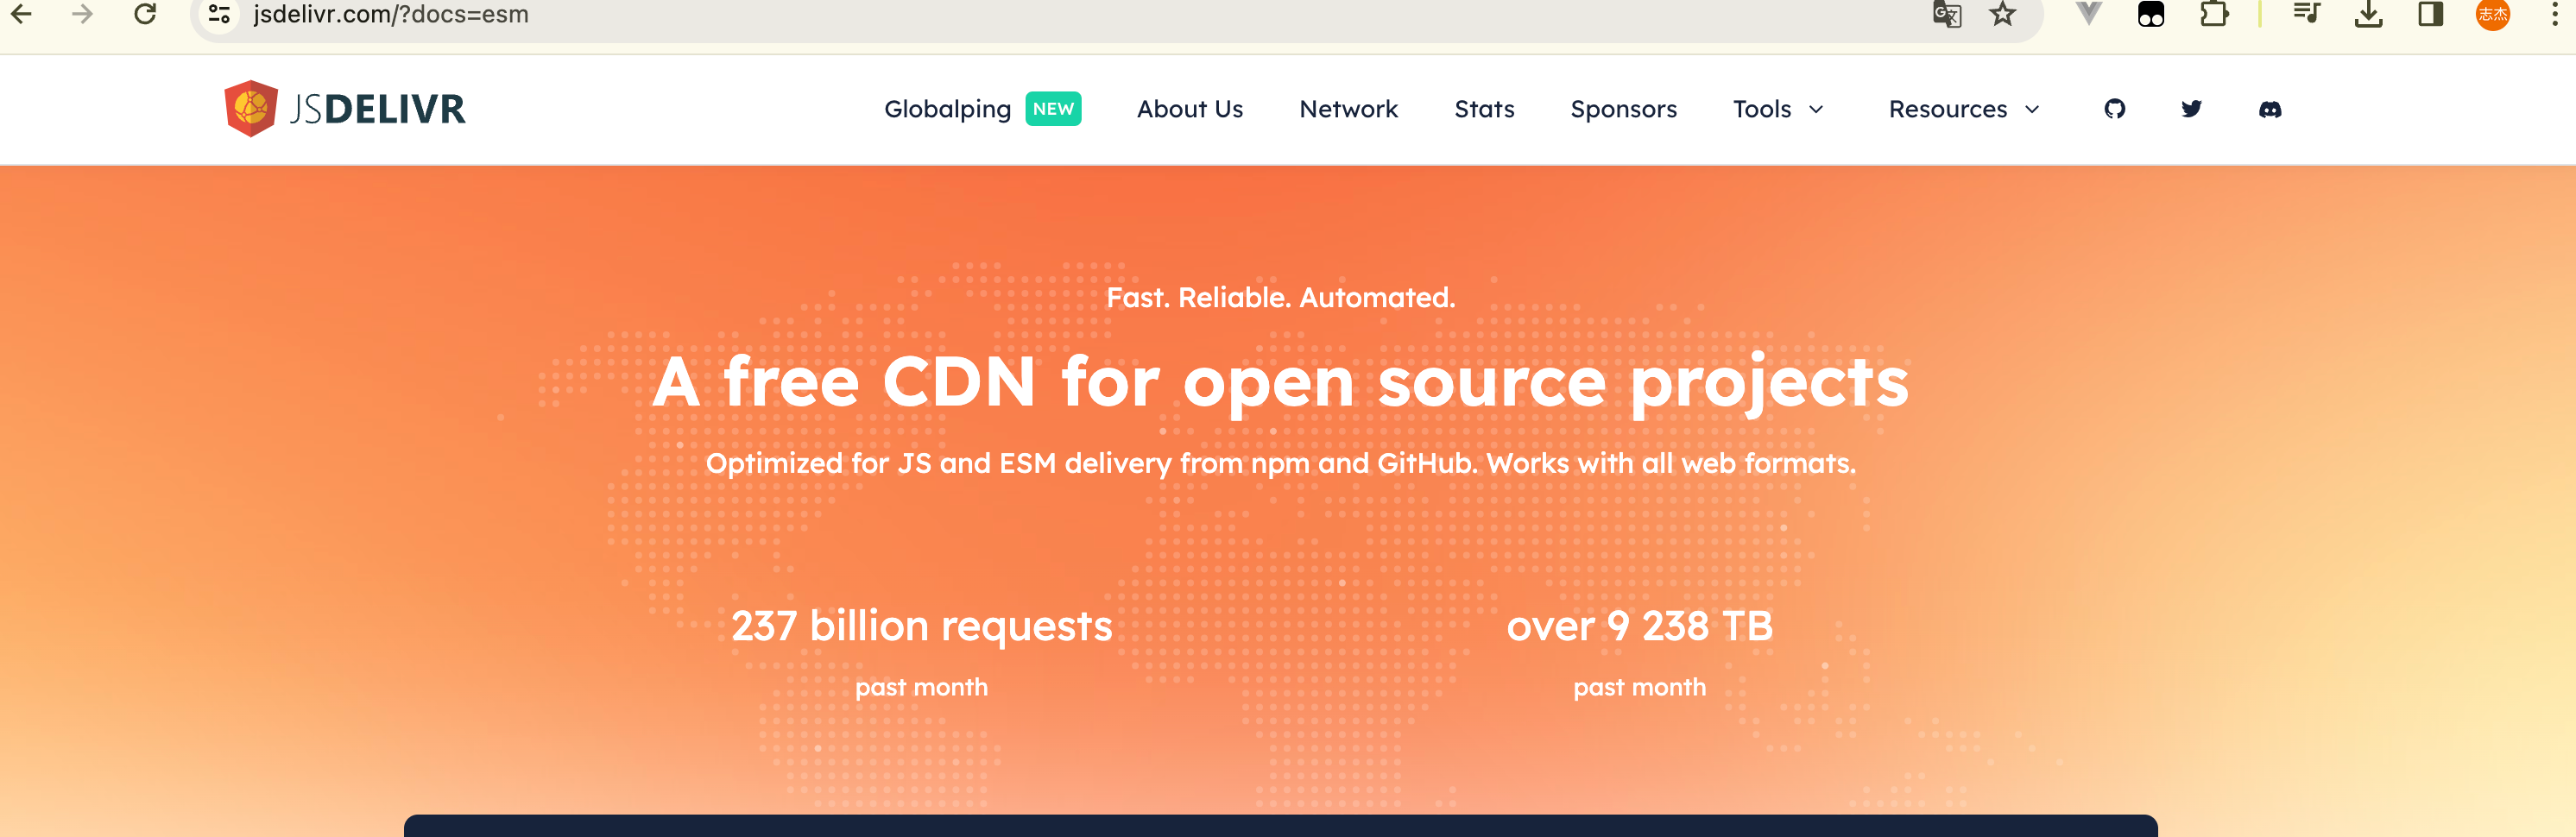 jsdelivr.com/?docs=esm
志杰
JSDELIVR
Globalping NEW About Us Network Stats Sponsors Tools Resources
Fast. Reliable. Automated.
A free CDN for open source projects
Optimized for JS and ESM delivery from npm and GitHub. Works with all web formats.
237 billion requests over 9 238 TB
past month past month